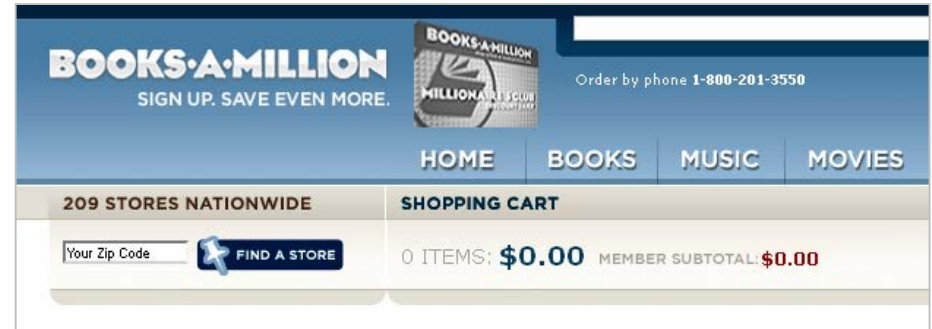 BOOKS·A·MILLION
SIGN UP. SAVE EVEN MORE.
BOOKS·A·MILLION
MILLIONAIRE'S CLUB
DISCOUNT CARD
Order by phone 1-800-201-3550
HOME BOOKS MUSIC MOVIES
209 STORES NATIONWIDE
SHOPPING CART
Your Zip Code
FIND A STORE
0 ITEMS: $0.00 MEMBER SUBTOTAL: $0.00